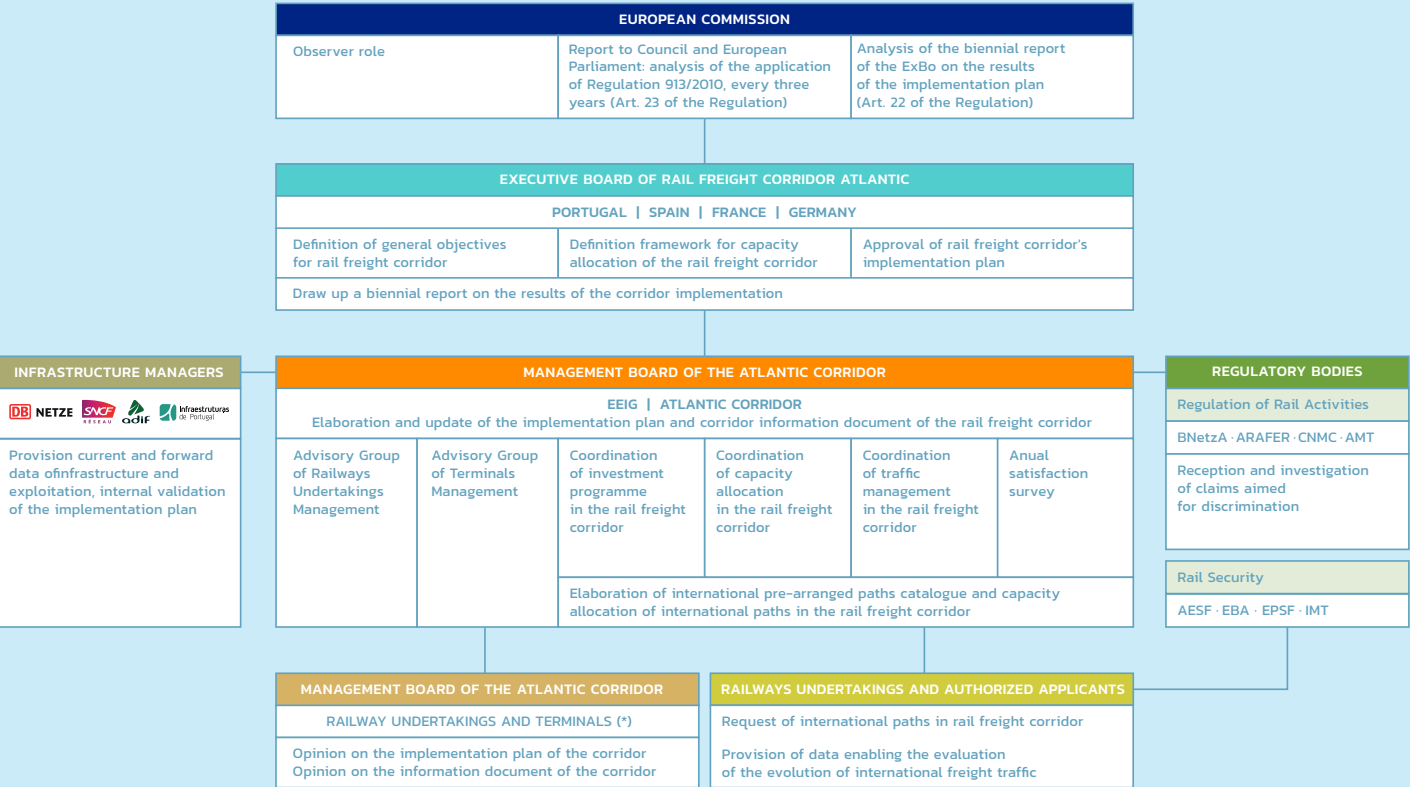 EUROPEAN COMMISSION
Observer role
Report to Council and European
Parliament: analysis of the application
of Regulation 913/2010, every three
years (Art. 23 of the Regulation)
Analysis of the biennial report
of the ExBo on the results
of the implementation plan
(Art. 22 of the Regulation)
EXECUTIVE BOARD OF RAIL FREIGHT CORRIDOR ATLANTIC
PORTUGAL | SPAIN | FRANCE | GERMANY
Definition of general objectives
for rail freight corridor
Definition framework for capacity
allocation of the rail freight corridor
Approval of rail freight corridor's
implementation plan
Draw up a biennial report on the results of the corridor implementation
INFRASTRUCTURE MANAGERS
DB NETZE SNCF RÉSEAU adif Infraestruturas de Portugal
Provision current and forward
data ofinfrastructure and
exploitation, internal validation
of the implementation plan
MANAGEMENT BOARD OF THE ATLANTIC CORRIDOR
EEIG | ATLANTIC CORRIDOR
Elaboration and update of the implementation plan and corridor information document of the rail freight corridor
Advisory Group
of Railways
Undertakings
Management
Advisory Group
of Terminals
Management
Coordination
of investment
programme
in the rail freight
corridor
Coordination
of capacity
allocation
in the rail freight
corridor
Coordination
of traffic
management
in the rail freight
corridor
Anual
satisfaction
survey
Elaboration of international pre-arranged paths catalogue and capacity
allocation of international paths in the rail freight corridor
REGULATORY BODIES
Regulation of Rail Activities
BNetzA · ARAFER · CNMC · AMT
Reception and investigation
of claims aimed
for discrimination
Rail Security
AESF · EBA · EPSF · IMT
MANAGEMENT BOARD OF THE ATLANTIC CORRIDOR
RAILWAY UNDERTAKINGS AND TERMINALS (*)
Opinion on the implementation plan of the corridor
Opinion on the information document of the corridor
RAILWAYS UNDERTAKINGS AND AUTHORIZED APPLICANTS
Request of international paths in rail freight corridor
Provision of data enabling the evaluation
of the evolution of international freight traffic